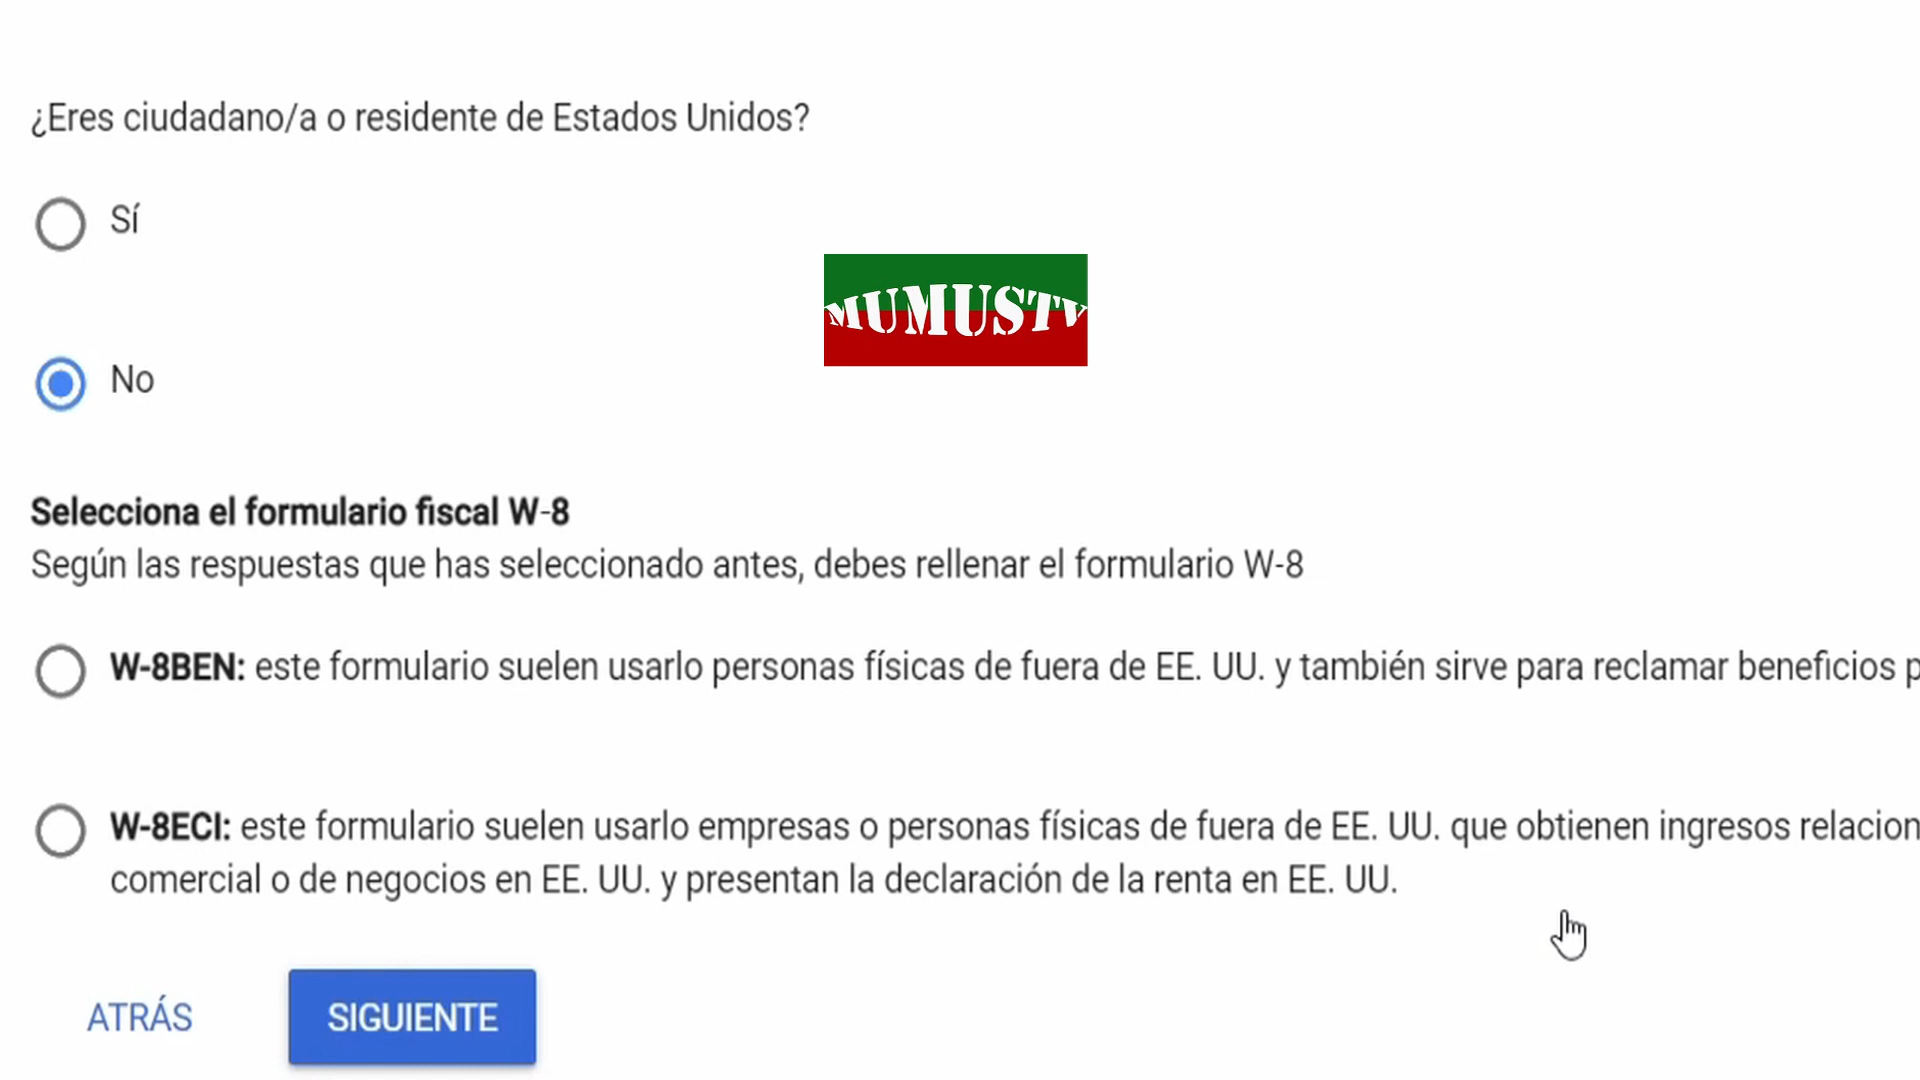 ¿Eres ciudadano/a o residente de Estados Unidos?
Sí
MUMUSTV
No
Selecciona el formulario fiscal W-8
Según las respuestas que has seleccionado antes, debes rellenar el formulario W-8
W-8BEN: este formulario suelen usarlo personas físicas de fuera de EE. UU. y también sirve para reclamar beneficios p
W-8ECI: este formulario suelen usarlo empresas o personas físicas de fuera de EE. UU. que obtienen ingresos relacion
comercial o de negocios en EE. UU. y presentan la declaración de la renta en EE. UU.
ATRÁS
SIGUIENTE